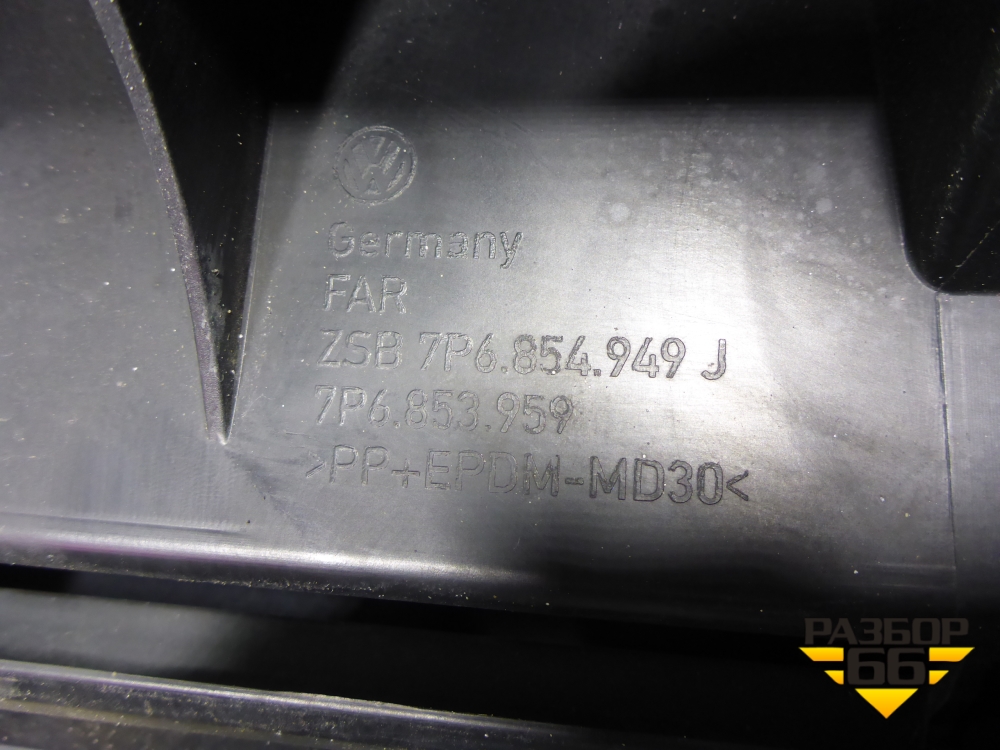 Germany
FAR
ZSB 7P6.854.949 J
7P6.853.959
>PP+EPDM-MD30<
РАЗБОР
66